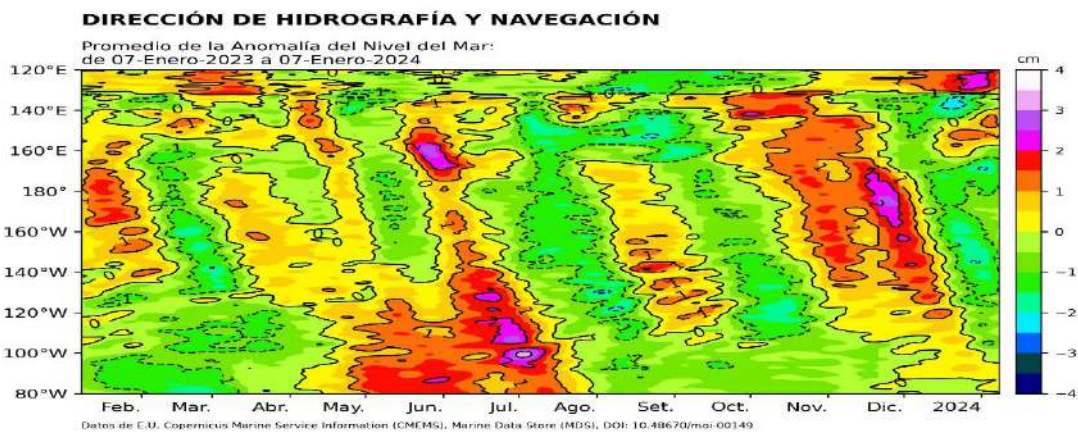 DIRECCIÓN DE HIDROGRAFÍA Y NAVEGACIÓN
Promedio de la Anomalía del Nivel del Mar:
de 07-Enero-2023 a 07-Enero-2024
cm
120°E
140°E
160°E
180°
160°W
140°W
120°W
100°W
80°W
4
3
2
1
0
−1
−2
−3
−4
Feb. Mar. Abr. May. Jun. Jul. Ago. Set. Oct. Nov. Dic. 2024
Datos de E.U. Copernicus Marine Service Information (CMEMS), Marine Data Store (MDS), DOI: 10.48670/moi-00149